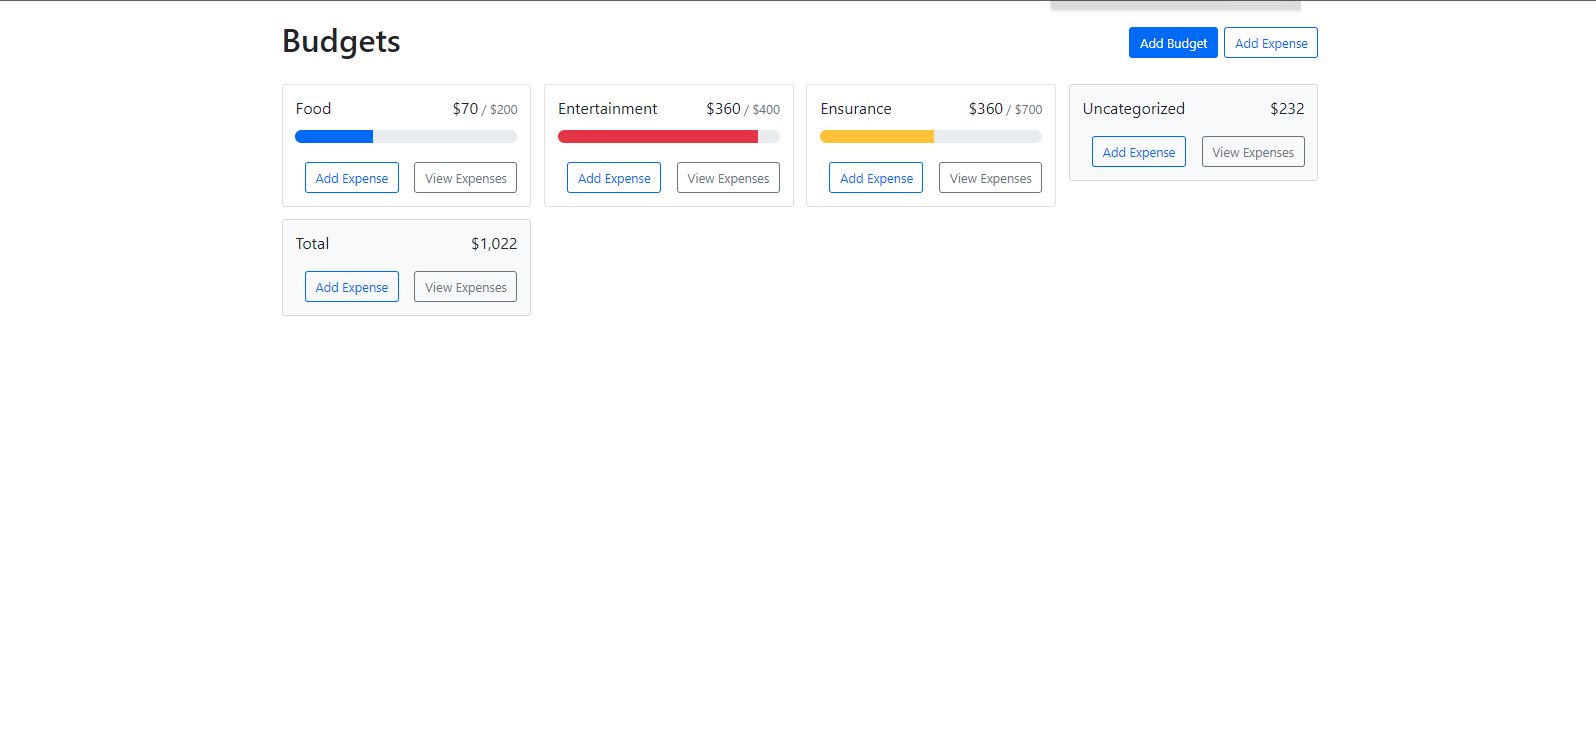 Budgets
Add Budget
Add Expense
Food $70 / $200
Add Expense View Expenses
Entertainment $360 / $400
Add Expense View Expenses
Ensurance $360 / $700
Add Expense View Expenses
Uncategorized $232
Add Expense View Expenses
Total $1,022
Add Expense View Expenses